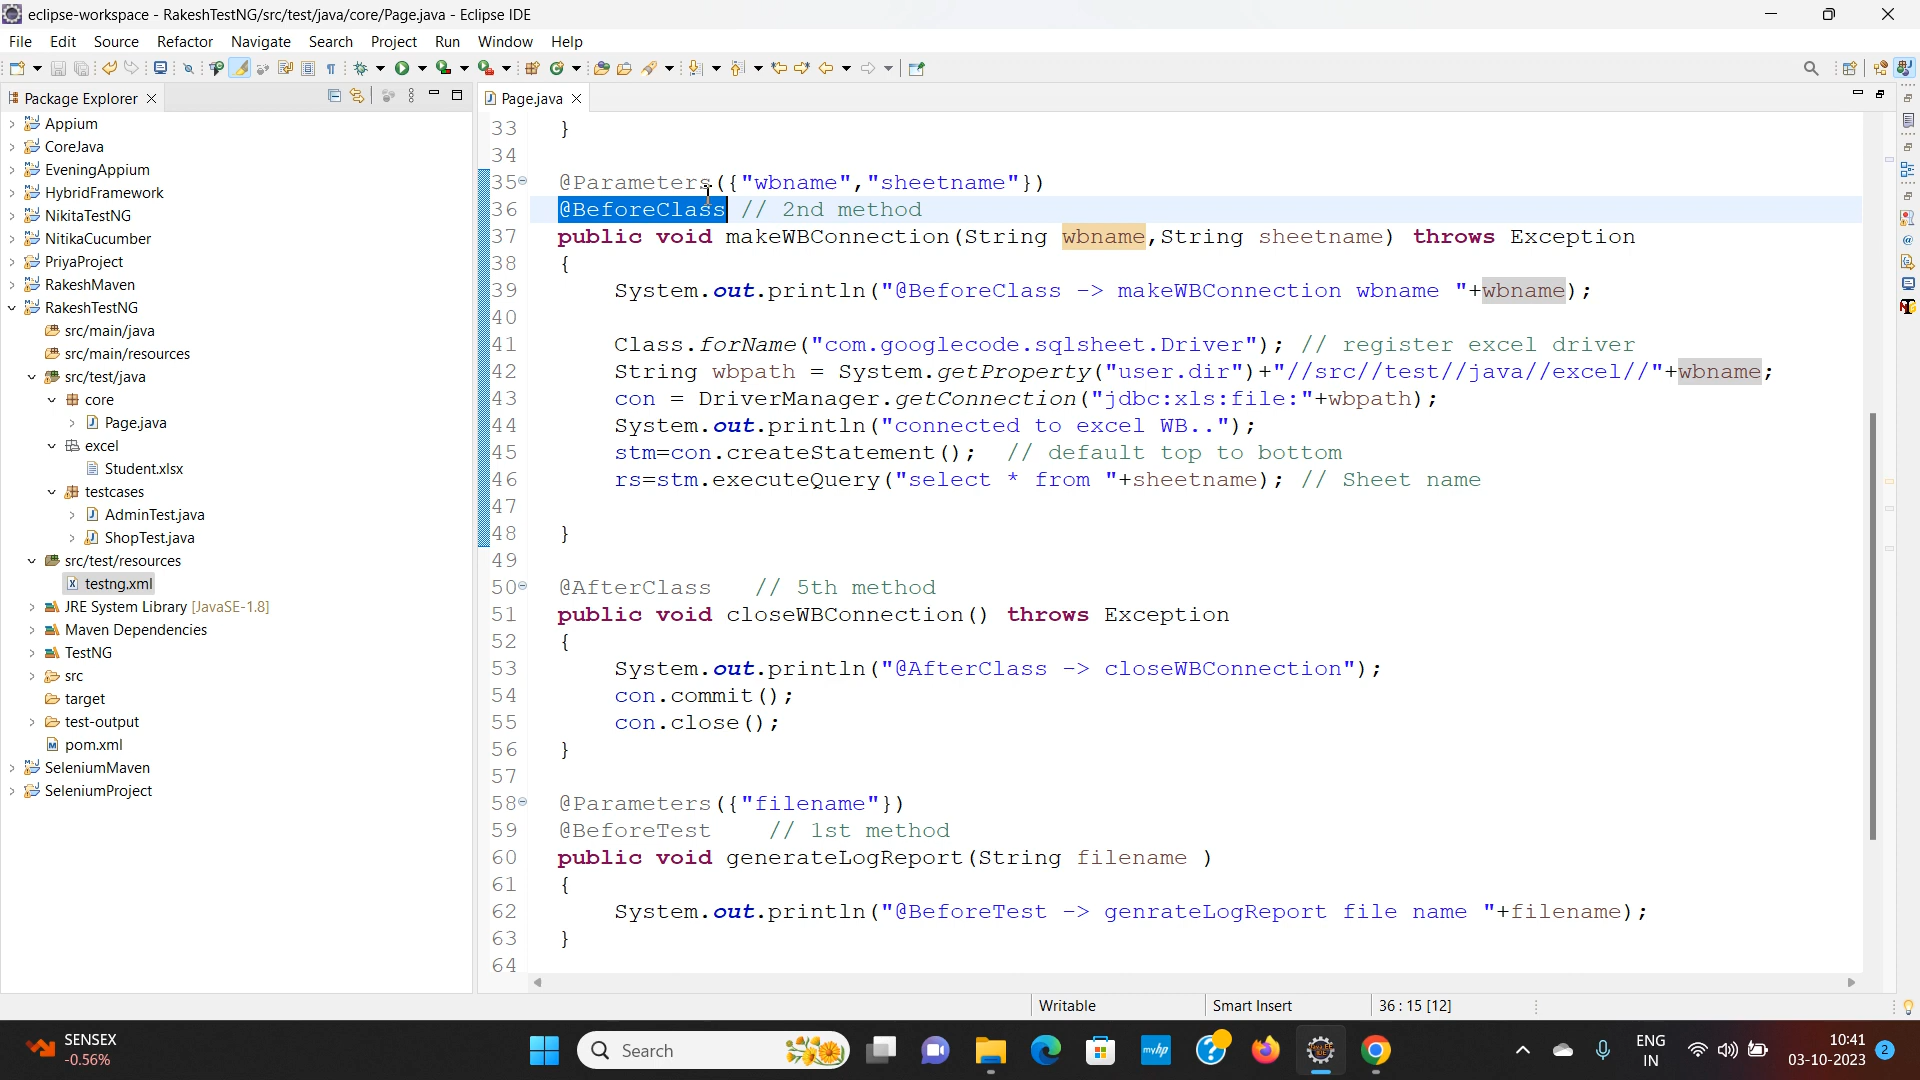 eclipse-workspace - RakeshTestNG/src/test/java/core/Page.java - Eclipse IDE
File Edit Source Refactor Navigate Search Project Run Window Help
Package Explorer
Appium
CoreJava
EveningAppium
HybridFramework
NikitaTestNG
NitikaCucumber
PriyaProject
RakeshMaven
RakeshTestNG
src/main/java
src/main/resources
src/test/java
core
Page.java
excel
Student.xlsx
testcases
AdminTest.java
ShopTest.java
src/test/resources
testng.xml
JRE System Library [JavaSE-1.8]
Maven Dependencies
TestNG
src
target
test-output
pom.xml
SeleniumMaven
SeleniumProject
Page.java
33 }
34
35 @Parameters({"wbname","sheetname"})
36 @BeforeClass // 2nd method
37 public void makeWBConnection(String wbname,String sheetname) throws Exception
38 {
39 System.out.println("@BeforeClass -> makeWBConnection wbname "+wbname);
40
41 Class.forName("com.googlecode.sqlsheet.Driver"); // register excel driver
42 String wbpath = System.getProperty("user.dir")+"//src//test//java//excel//"+wbname;
43 con = DriverManager.getConnection("jdbc:xls:file:"+wbpath);
44 System.out.println("connected to excel WB..");
45 stm=con.createStatement(); // default top to bottom
46 rs=stm.executeQuery("select * from "+sheetname); // Sheet name
47
48 }
49
50 @AfterClass // 5th method
51 public void closeWBConnection() throws Exception
52 {
53 System.out.println("@AfterClass -> closeWBConnection");
54 con.commit();
55 con.close();
56 }
57
58 @Parameters({"filename"})
59 @BeforeTest // 1st method
60 public void generateLogReport(String filename )
61 {
62 System.out.println("@BeforeTest -> genrateLogReport file name "+filename);
63 }
64
Writable Smart Insert 36 : 15 [12]
SENSEX
-0.56%
Search
myhp
ENG
IN
10:41
03-10-2023
2